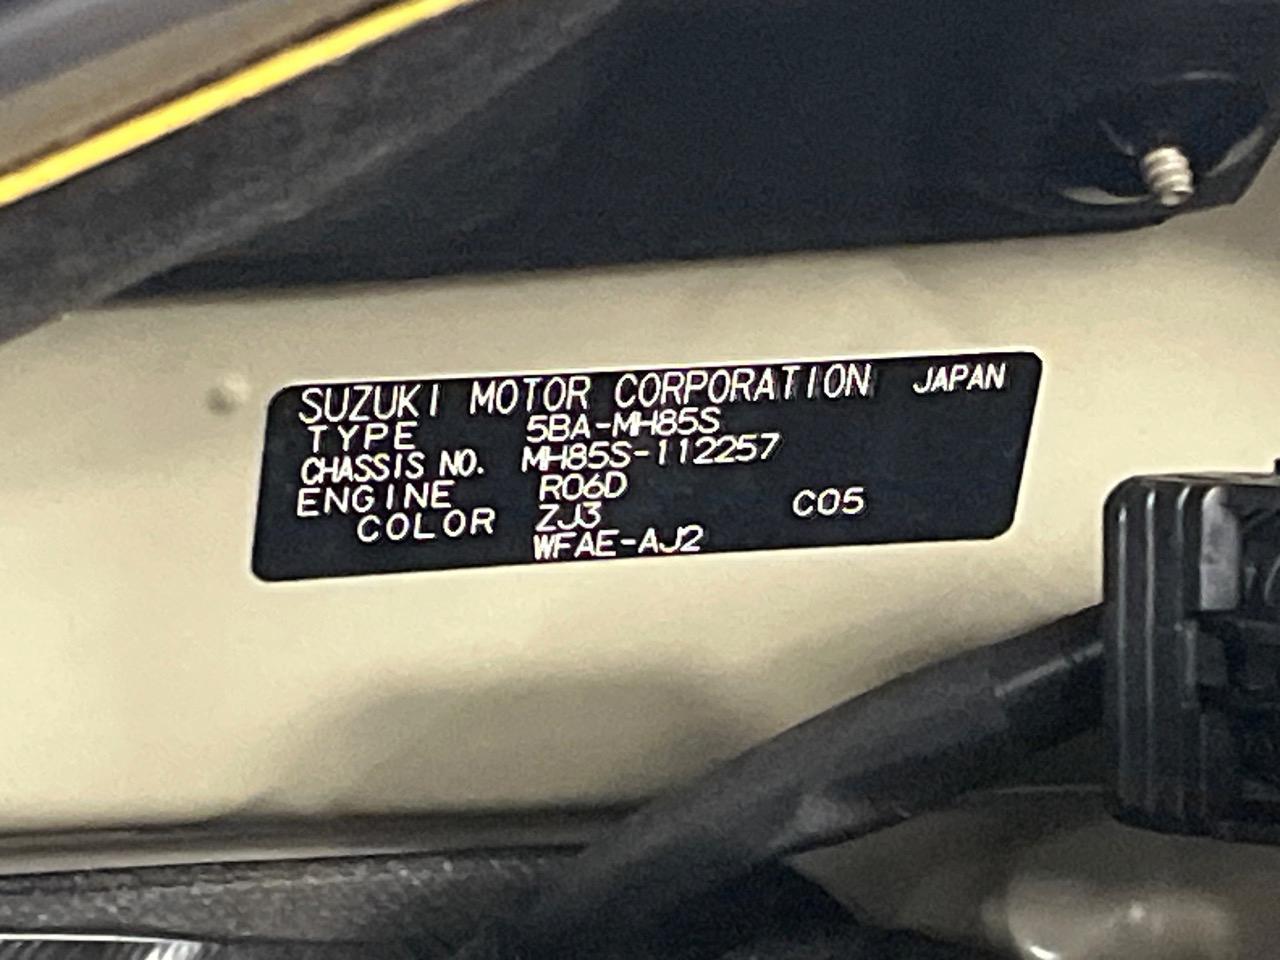 SUZUKI MOTOR CORPORATION JAPAN
TYPE 5BA-MH85S
CHASSIS NO. MH85S-112257
ENGINE R06D
COLOR ZJ3 C05
WFAE-AJ2